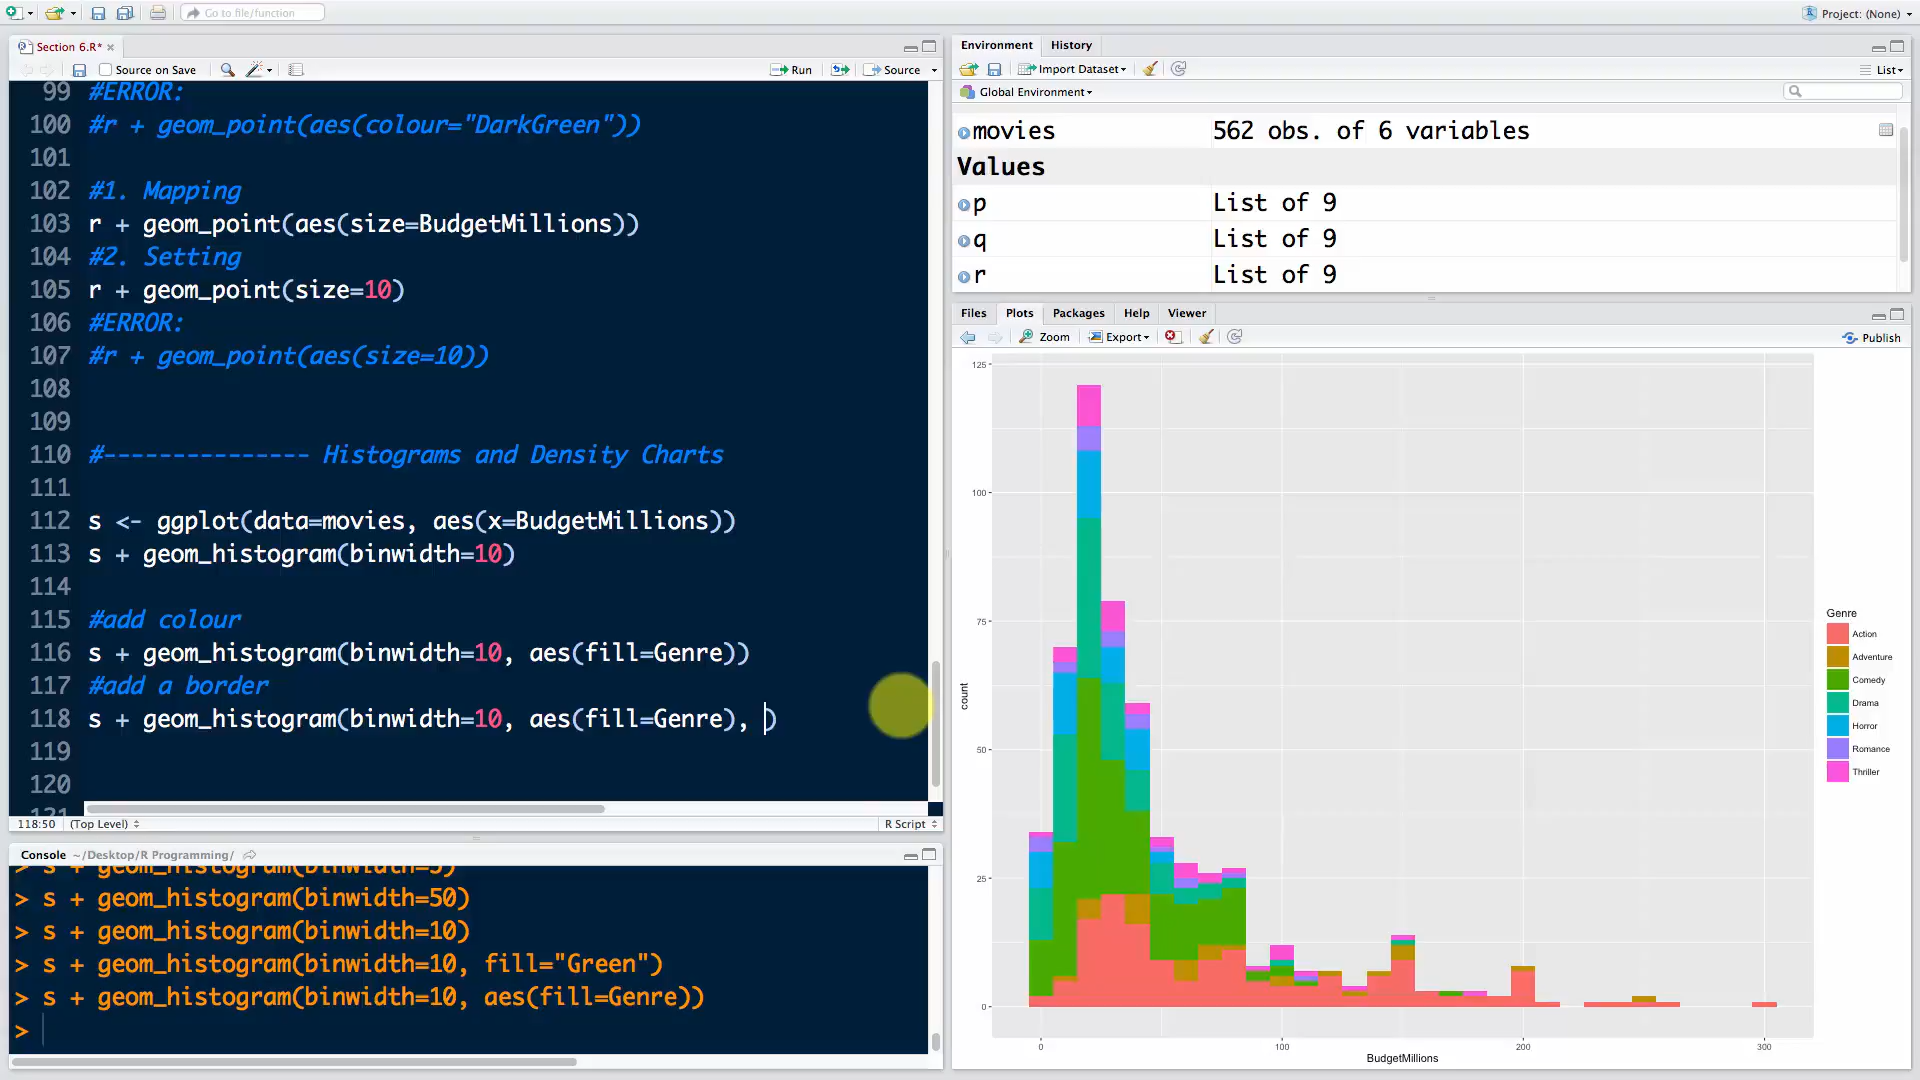 Go to file/function
Project: (None)
Section 6.R*
Source on Save
Run
Source
99 #ERROR:
100 #r + geom_point(aes(colour="DarkGreen"))
101
102 #1. Mapping
103 r + geom_point(aes(size=BudgetMillions))
104 #2. Setting
105 r + geom_point(size=10)
106 #ERROR:
107 #r + geom_point(aes(size=10))
108
109
110 #--------------- Histograms and Density Charts
111
112 s <- ggplot(data=movies, aes(x=BudgetMillions))
113 s + geom_histogram(binwidth=10)
114
115 #add colour
116 s + geom_histogram(binwidth=10, aes(fill=Genre))
117 #add a border
118 s + geom_histogram(binwidth=10, aes(fill=Genre), )
119
120
121
118:50 (Top Level) R Script
Console ~/Desktop/R Programming/
> s + geom_histogram(binwidth=5)
> s + geom_histogram(binwidth=50)
> s + geom_histogram(binwidth=10)
> s + geom_histogram(binwidth=10, fill="Green")
> s + geom_histogram(binwidth=10, aes(fill=Genre))
>
Environment History
Import Dataset List
Global Environment
movies 562 obs. of 6 variables
Values
p List of 9
q List of 9
r List of 9
Files Plots Packages Help Viewer
Zoom Export Publish
125
100
75
50
25
0
count
0 100 200 300
BudgetMillions
Genre
Action
Adventure
Comedy
Drama
Horror
Romance
Thriller